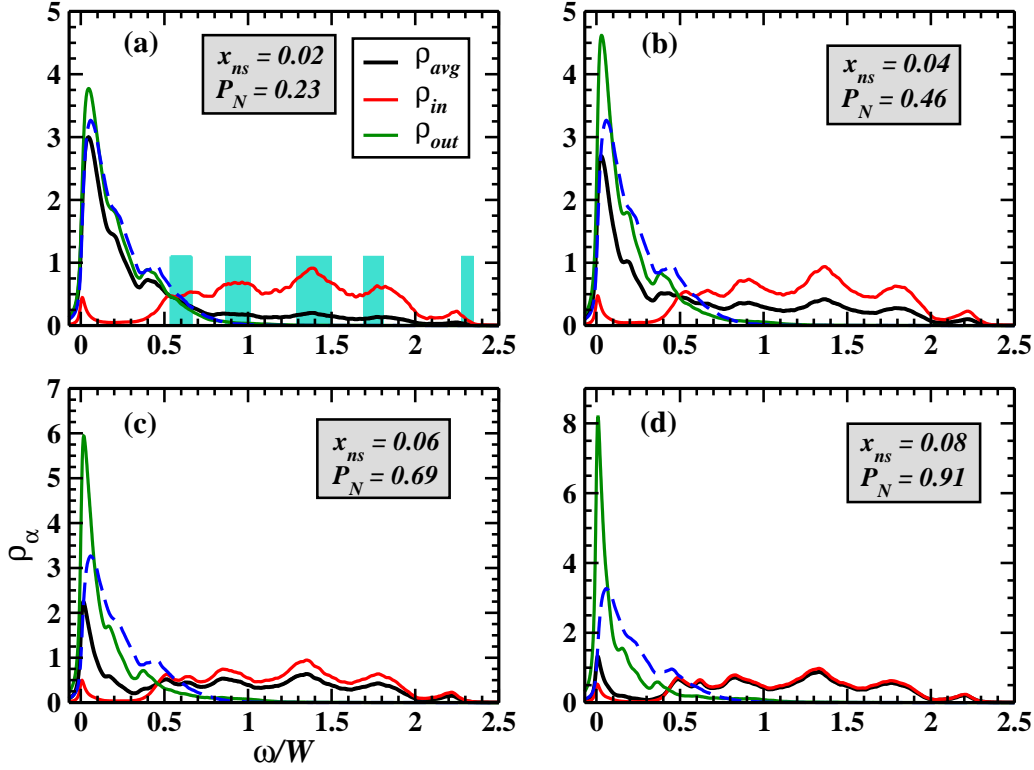 (a)
x_ns = 0.02
P_N = 0.23
ρ_avg
ρ_in
ρ_out
5
4
3
2
1
0
0 0.5 1 1.5 2 2.5
(b)
x_ns = 0.04
P_N = 0.46
5
4
3
2
1
0
0 0.5 1 1.5 2 2.5
(c)
x_ns = 0.06
P_N = 0.69
7
6
5
4
3
2
1
0
0 0.5 1 1.5 2 2.5
ρ_α
ω/W
(d)
x_ns = 0.08
P_N = 0.91
8
6
4
2
0
0 0.5 1 1.5 2 2.5